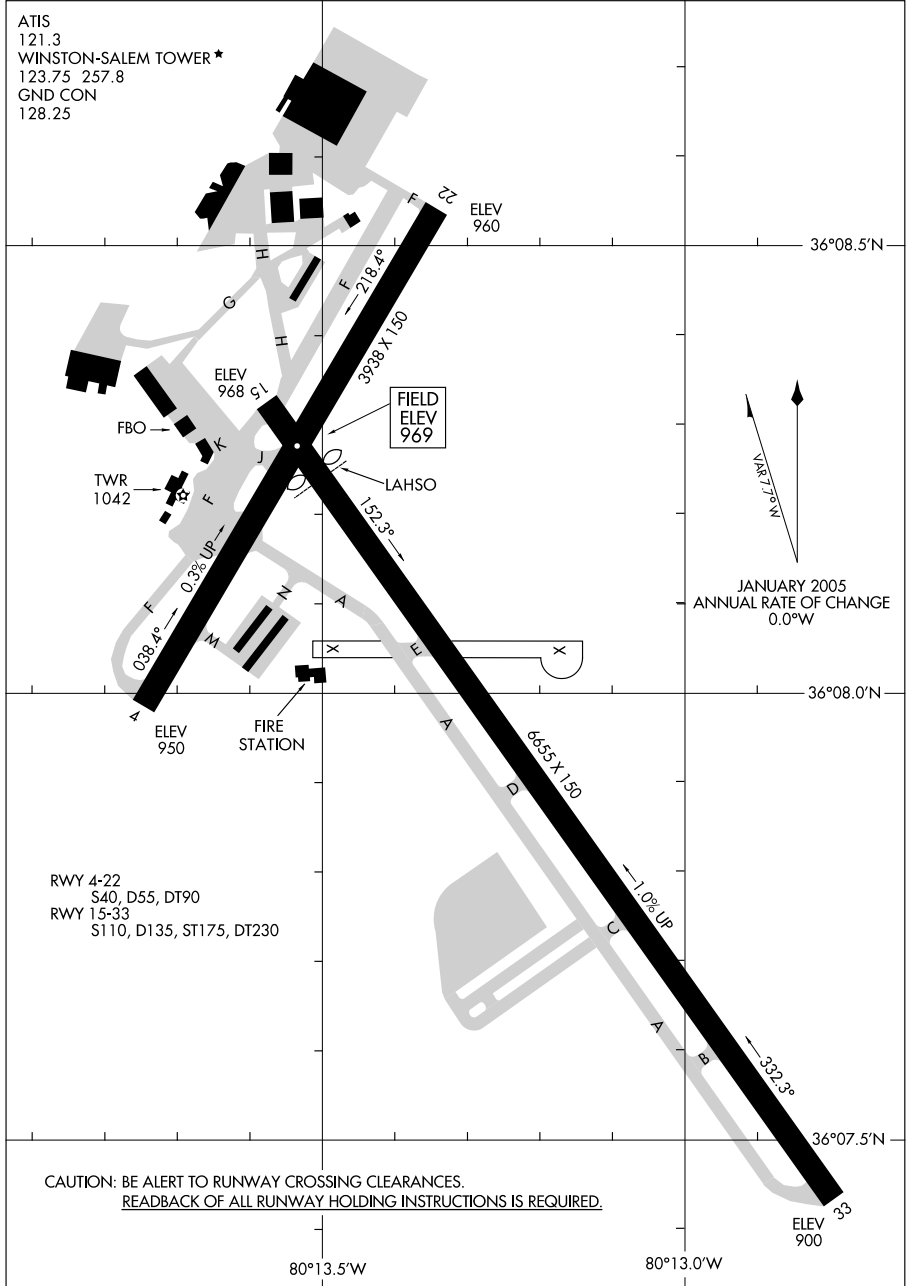 ATIS
121.3
WINSTON-SALEM TOWER ★
123.75 257.8
GND CON
128.25
F
22
ELEV
960
36°08.5'N
H
218.4°
F
G
3938 X 150
H
ELEV
968
15
FIELD
ELEV
969
FBO
K
J
LAHSO
TWR
1042
F
152.3°
VAR 7.7° W
JANUARY 2005
ANNUAL RATE OF CHANGE
0.0°W
0.3% UP
N
A
F
038.4°
M
X
E
X
36°08.0'N
4
ELEV
950
FIRE
STATION
A
6655 X 150
D
RWY 4-22
S40, D55, DT90
RWY 15-33
S110, D135, ST175, DT230
1.0% UP
C
A
B
332.3°
36°07.5'N
CAUTION: BE ALERT TO RUNWAY CROSSING CLEARANCES.
READBACK OF ALL RUNWAY HOLDING INSTRUCTIONS IS REQUIRED.
33
ELEV
900
80°13.5'W
80°13.0'W